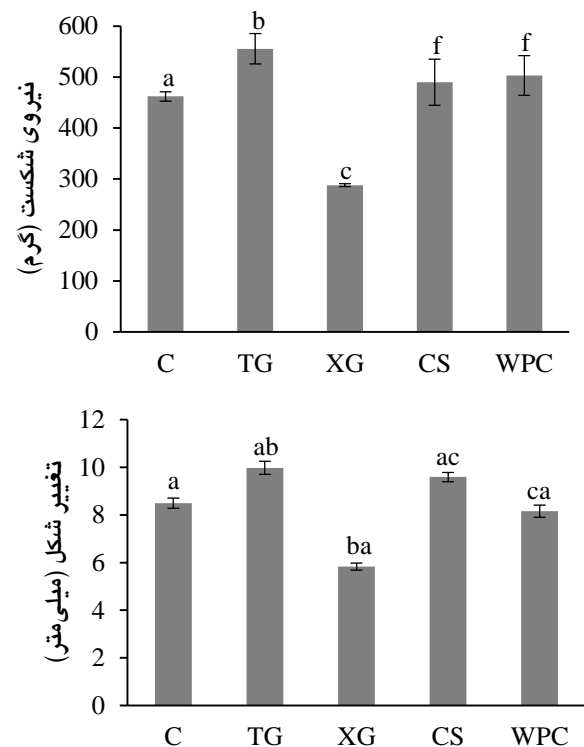 نیروی شکست (گرم)
600
500
400
300
200
100
0
a
b
c
f
f
C TG XG CS WPC
تغییر شکل (میلی‌متر)
12
10
8
6
4
2
0
a
ab
ba
ac
ca
C TG XG CS WPC